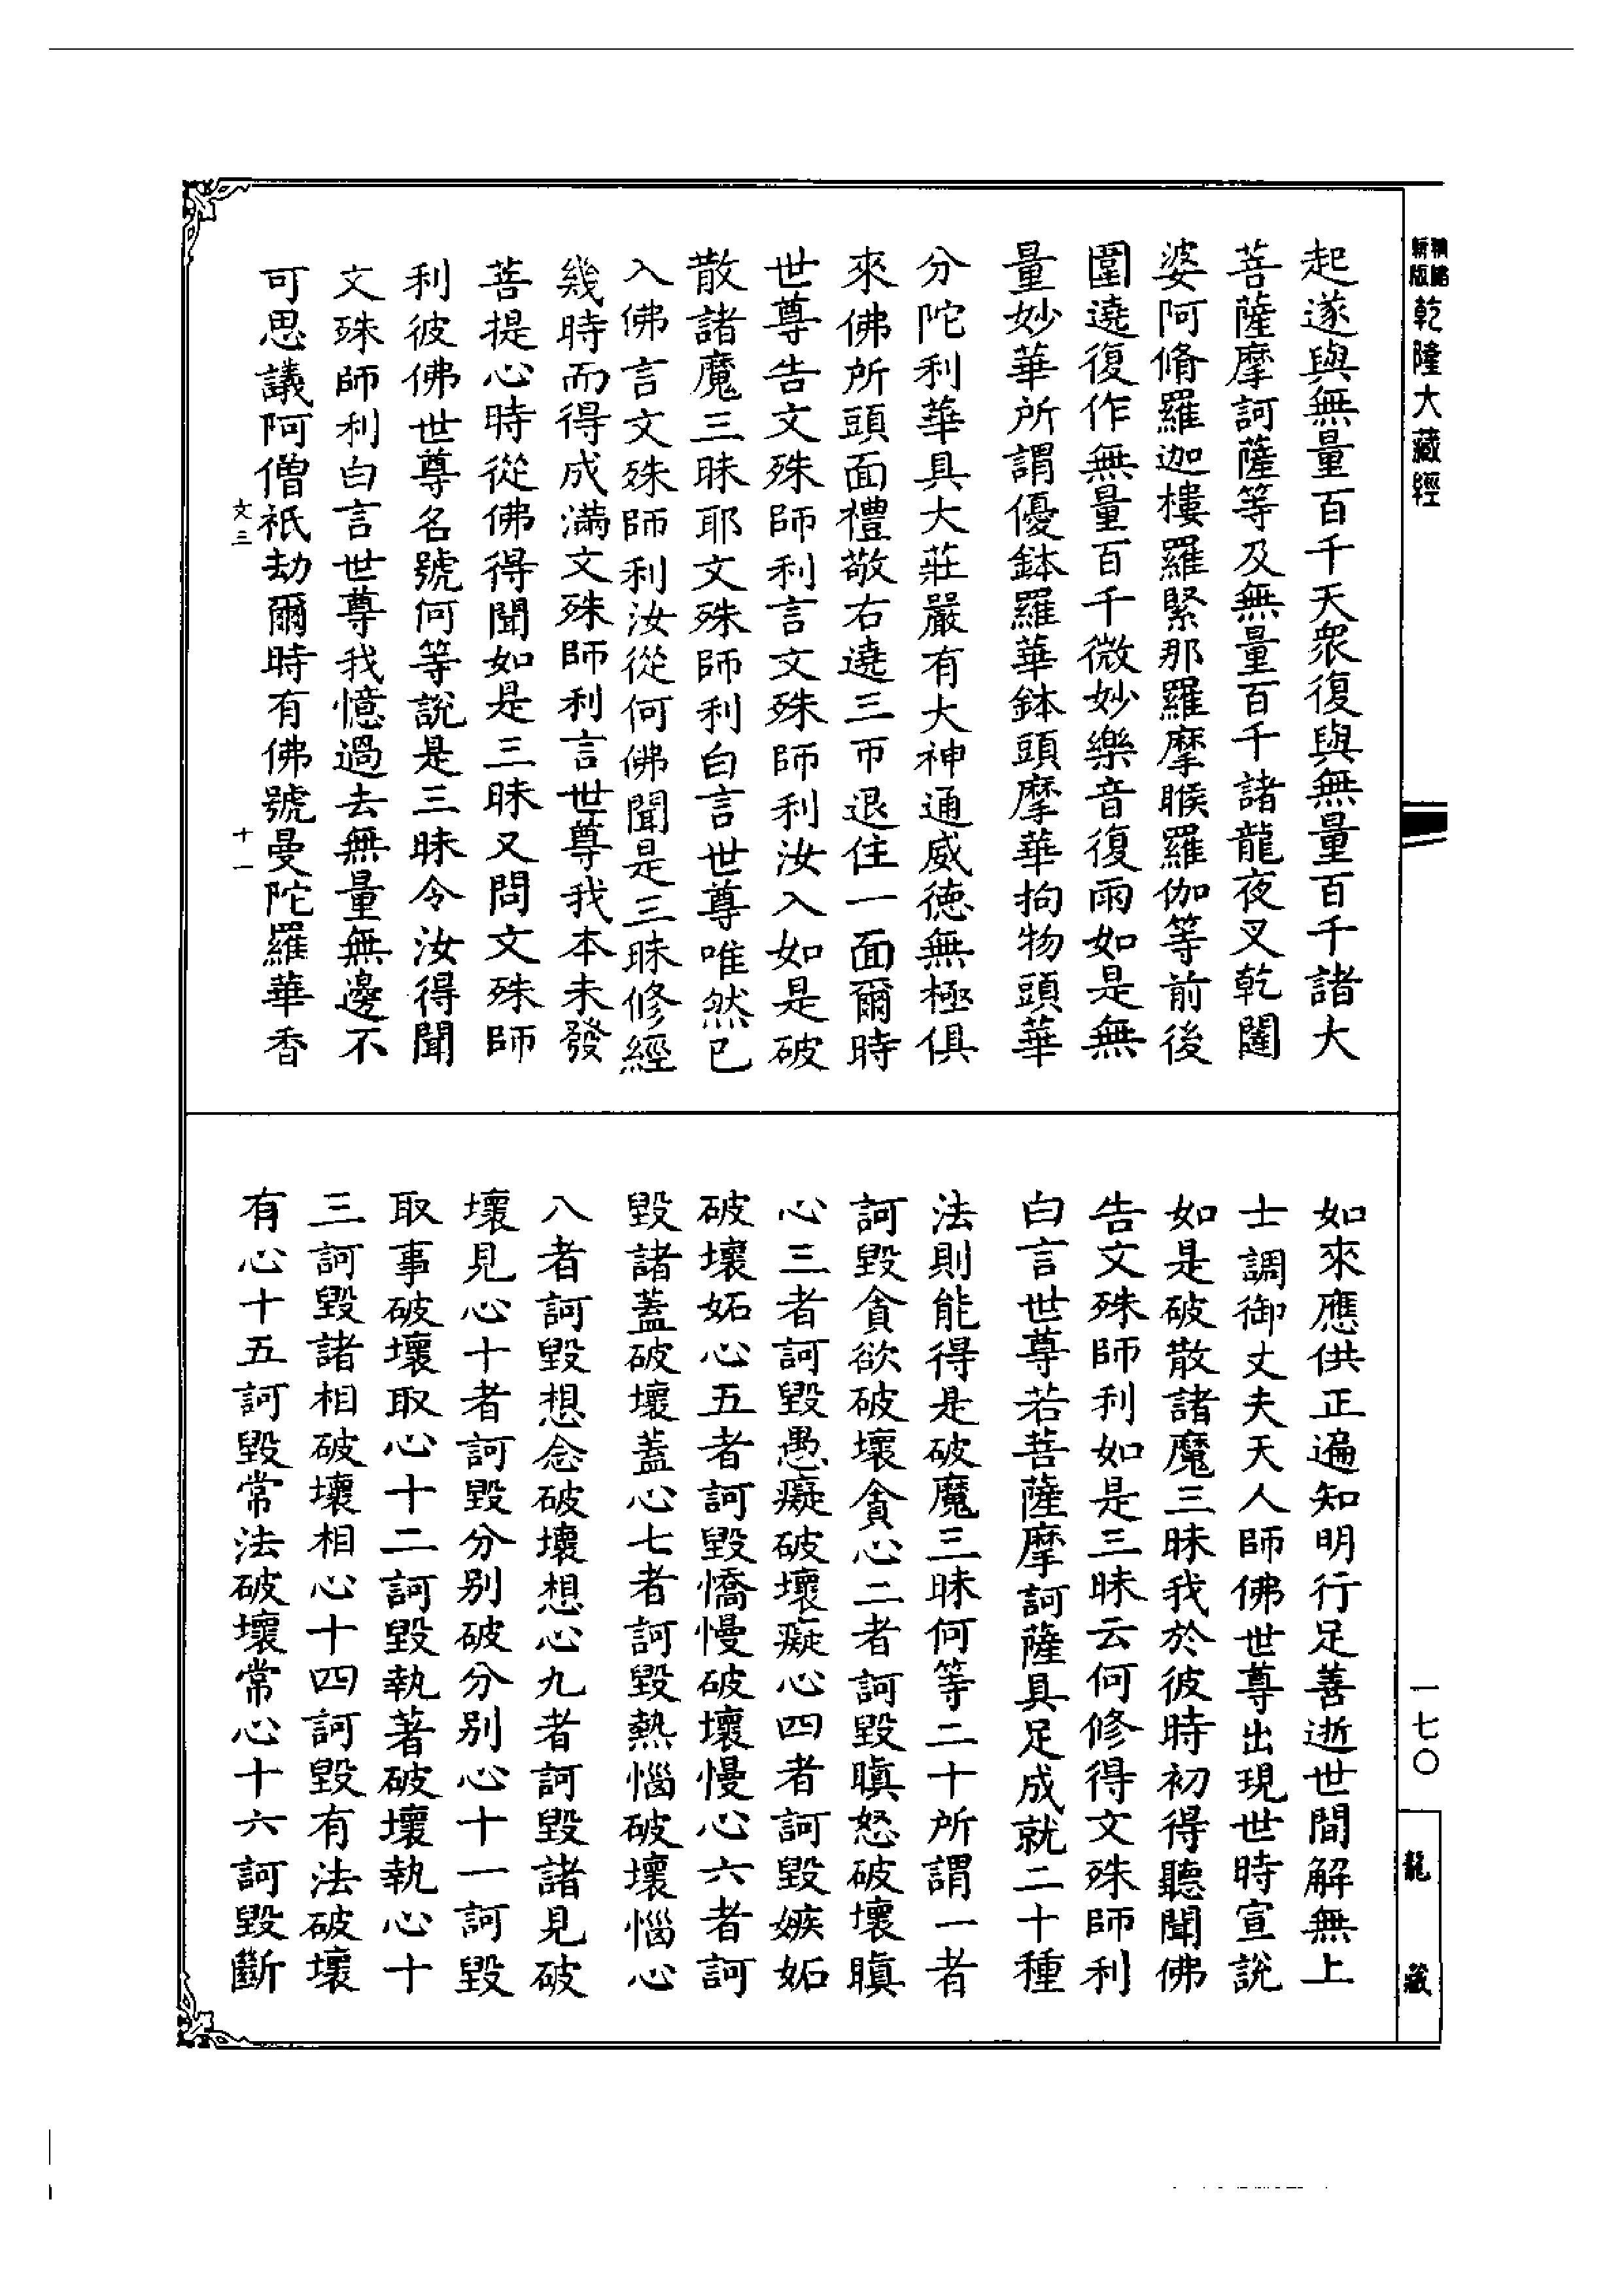 新版
乾隆大藏經
起遂與無量百千天衆復與無量百千諸大
菩薩摩訶薩等及無量百千諸龍夜叉乾闥
婆阿脩羅迦樓羅緊那羅摩睺羅伽等前後
圍遶復作無量百千微妙樂音復雨如是無
量妙華所謂優鉢羅華鉢頭摩華拘物頭華
分陀利華具大莊嚴有大神通威德無極俱
來佛所頭面禮敬右遶三帀退住一面爾時
世尊告文殊師利言文殊師利汝入如是破
散諸魔三昧耶文殊師利白言世尊唯然已
入佛言文殊師利汝從何佛聞是三昧修經
幾時而得成滿文殊師利言世尊我本未發
菩提心時從佛得聞如是三昧又問文殊師
利彼佛世尊名號何等說是三昧令汝得聞
文殊師利白言世尊我憶過去無量無邊不
可思議阿僧祇劫爾時有佛號曼陀羅華香
文三
十一
如來應供正遍知明行足善逝世間解無上
士調御丈夫天人師佛世尊出現世時宣說
如是破散諸魔三昧我於彼時初得聽聞佛
告文殊師利如是三昧云何修得文殊師利
白言世尊若菩薩摩訶薩具足成就二十種
法則能得是破魔三昧何等二十所謂一者
訶毀貪欲破壞貪心二者訶毀瞋怒破壞瞋
心三者訶毀愚癡破壞癡心四者訶毀嫉妬
破壞妬心五者訶毀憍慢破壞慢心六者訶
毀諸蓋破壞蓋心七者訶毀熱惱破壞惱心
八者訶毀想念破壞想心九者訶毀諸見破
壞見心十者訶毀分別破分別心十一訶毀
取事破壞取心十二訶毀執著破壞執心十
三訶毀諸相破壞相心十四訶毀有法破壞
有心十五訶毀常法破壞常心十六訶毀斷
一七〇
龍藏